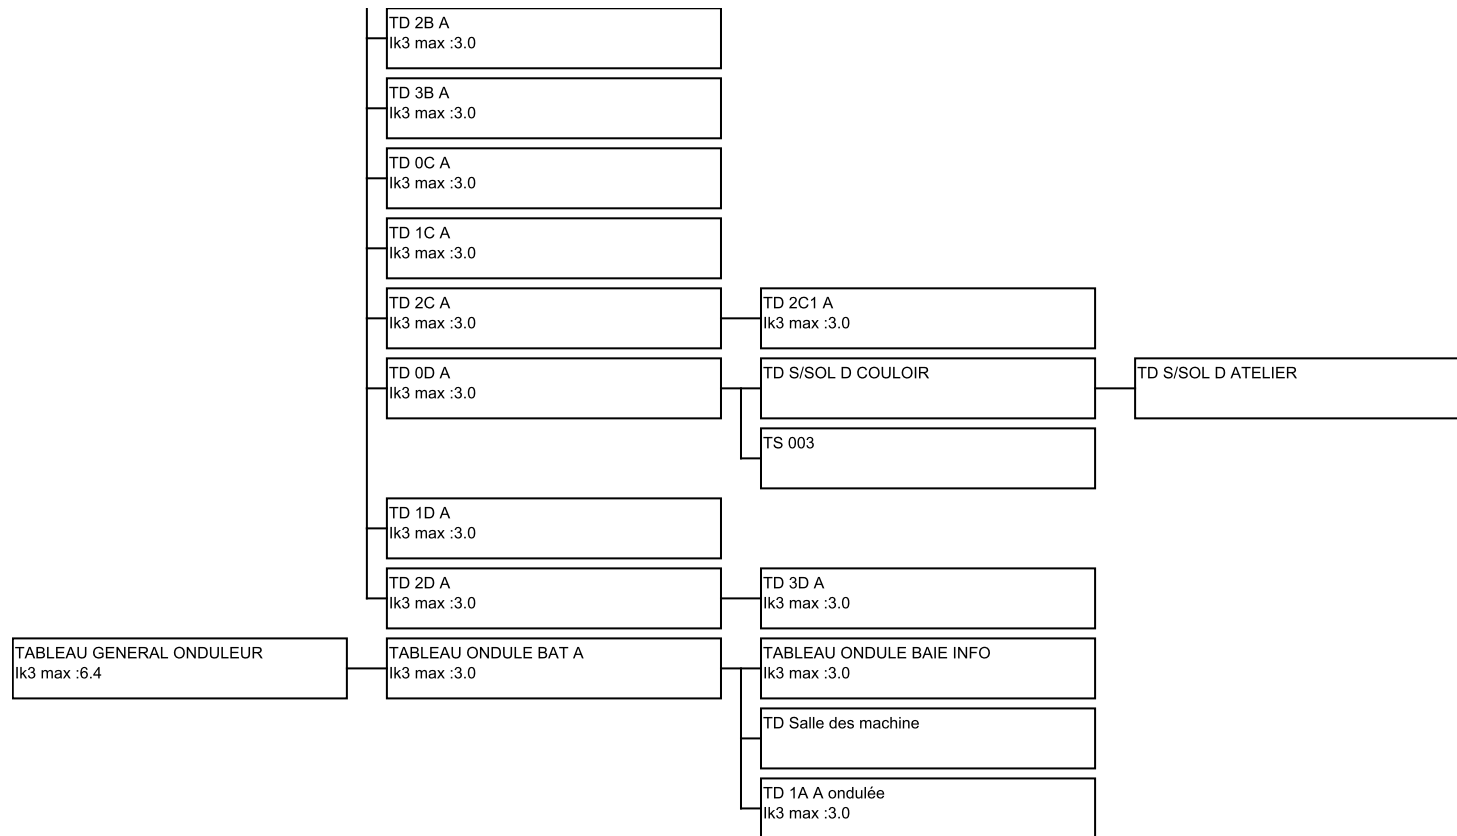 TD 2B A
Ik3 max :3.0
TD 3B A
Ik3 max :3.0
TD 0C A
Ik3 max :3.0
TD 1C A
Ik3 max :3.0
TD 2C A
Ik3 max :3.0
TD 2C1 A
Ik3 max :3.0
TD 0D A
Ik3 max :3.0
TD S/SOL D COULOIR
TD S/SOL D ATELIER
TS 003
TD 1D A
Ik3 max :3.0
TD 2D A
Ik3 max :3.0
TD 3D A
Ik3 max :3.0
TABLEAU GENERAL ONDULEUR
Ik3 max :6.4
TABLEAU ONDULE BAT A
Ik3 max :3.0
TABLEAU ONDULE BAIE INFO
Ik3 max :3.0
TD Salle des machine
TD 1A A ondulée
Ik3 max :3.0